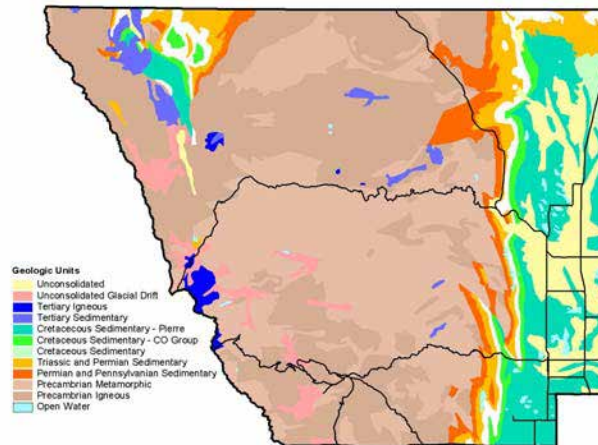 Geologic Units
Unconsolidated
Unconsolidated Glacial Drift
Tertiary Igneous
Tertiary Sedimentary
Cretacecous Sedimentary - Pierre
Cretaceous Sedimentary - CO Group
Cretaceous Sedimentary
Triassic and Permian Sedimentary
Permian and Pennsylvanian Sedimentary
Precambrian Metamorphic
Precambrian Igneous
Open Water